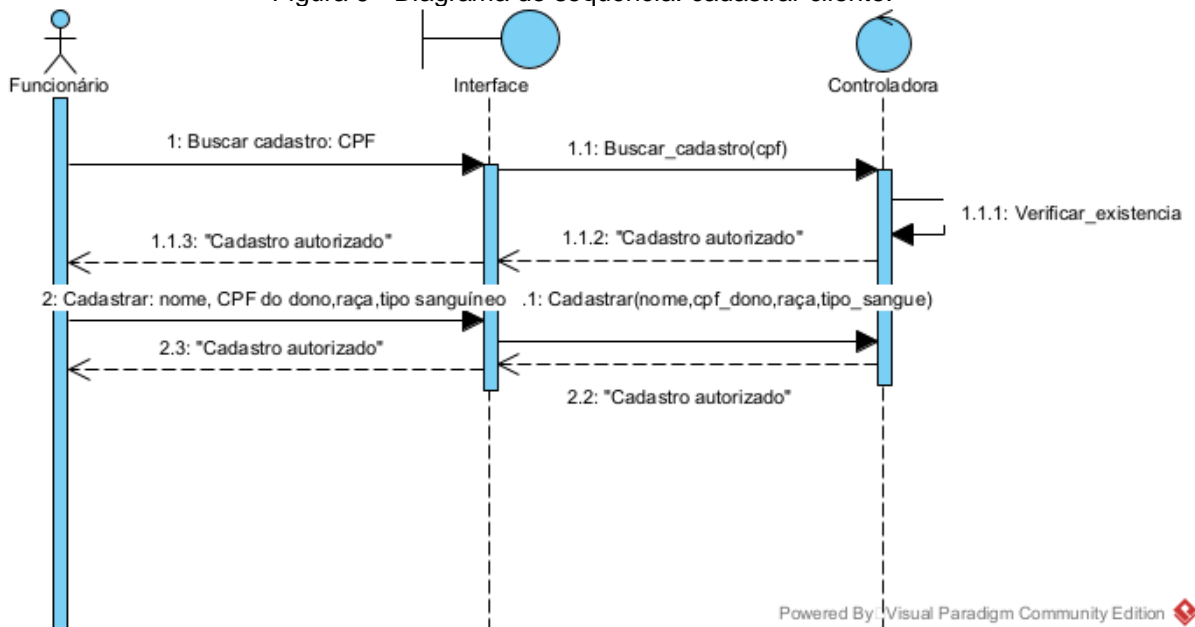 Funcionário
Interface
Controladora
1: Buscar cadastro: CPF
1.1: Buscar_cadastro(cpf)
1.1.1: Verificar_existencia
1.1.3: "Cadastro autorizado"
1.1.2: "Cadastro autorizado"
2: Cadastrar: nome, CPF do dono,raça,tipo sanguíneo
.1: Cadastrar(nome,cpf_dono,raça,tipo_sangue)
2.3: "Cadastro autorizado"
2.2: "Cadastro autorizado"
Powered By Visual Paradigm Community Edition